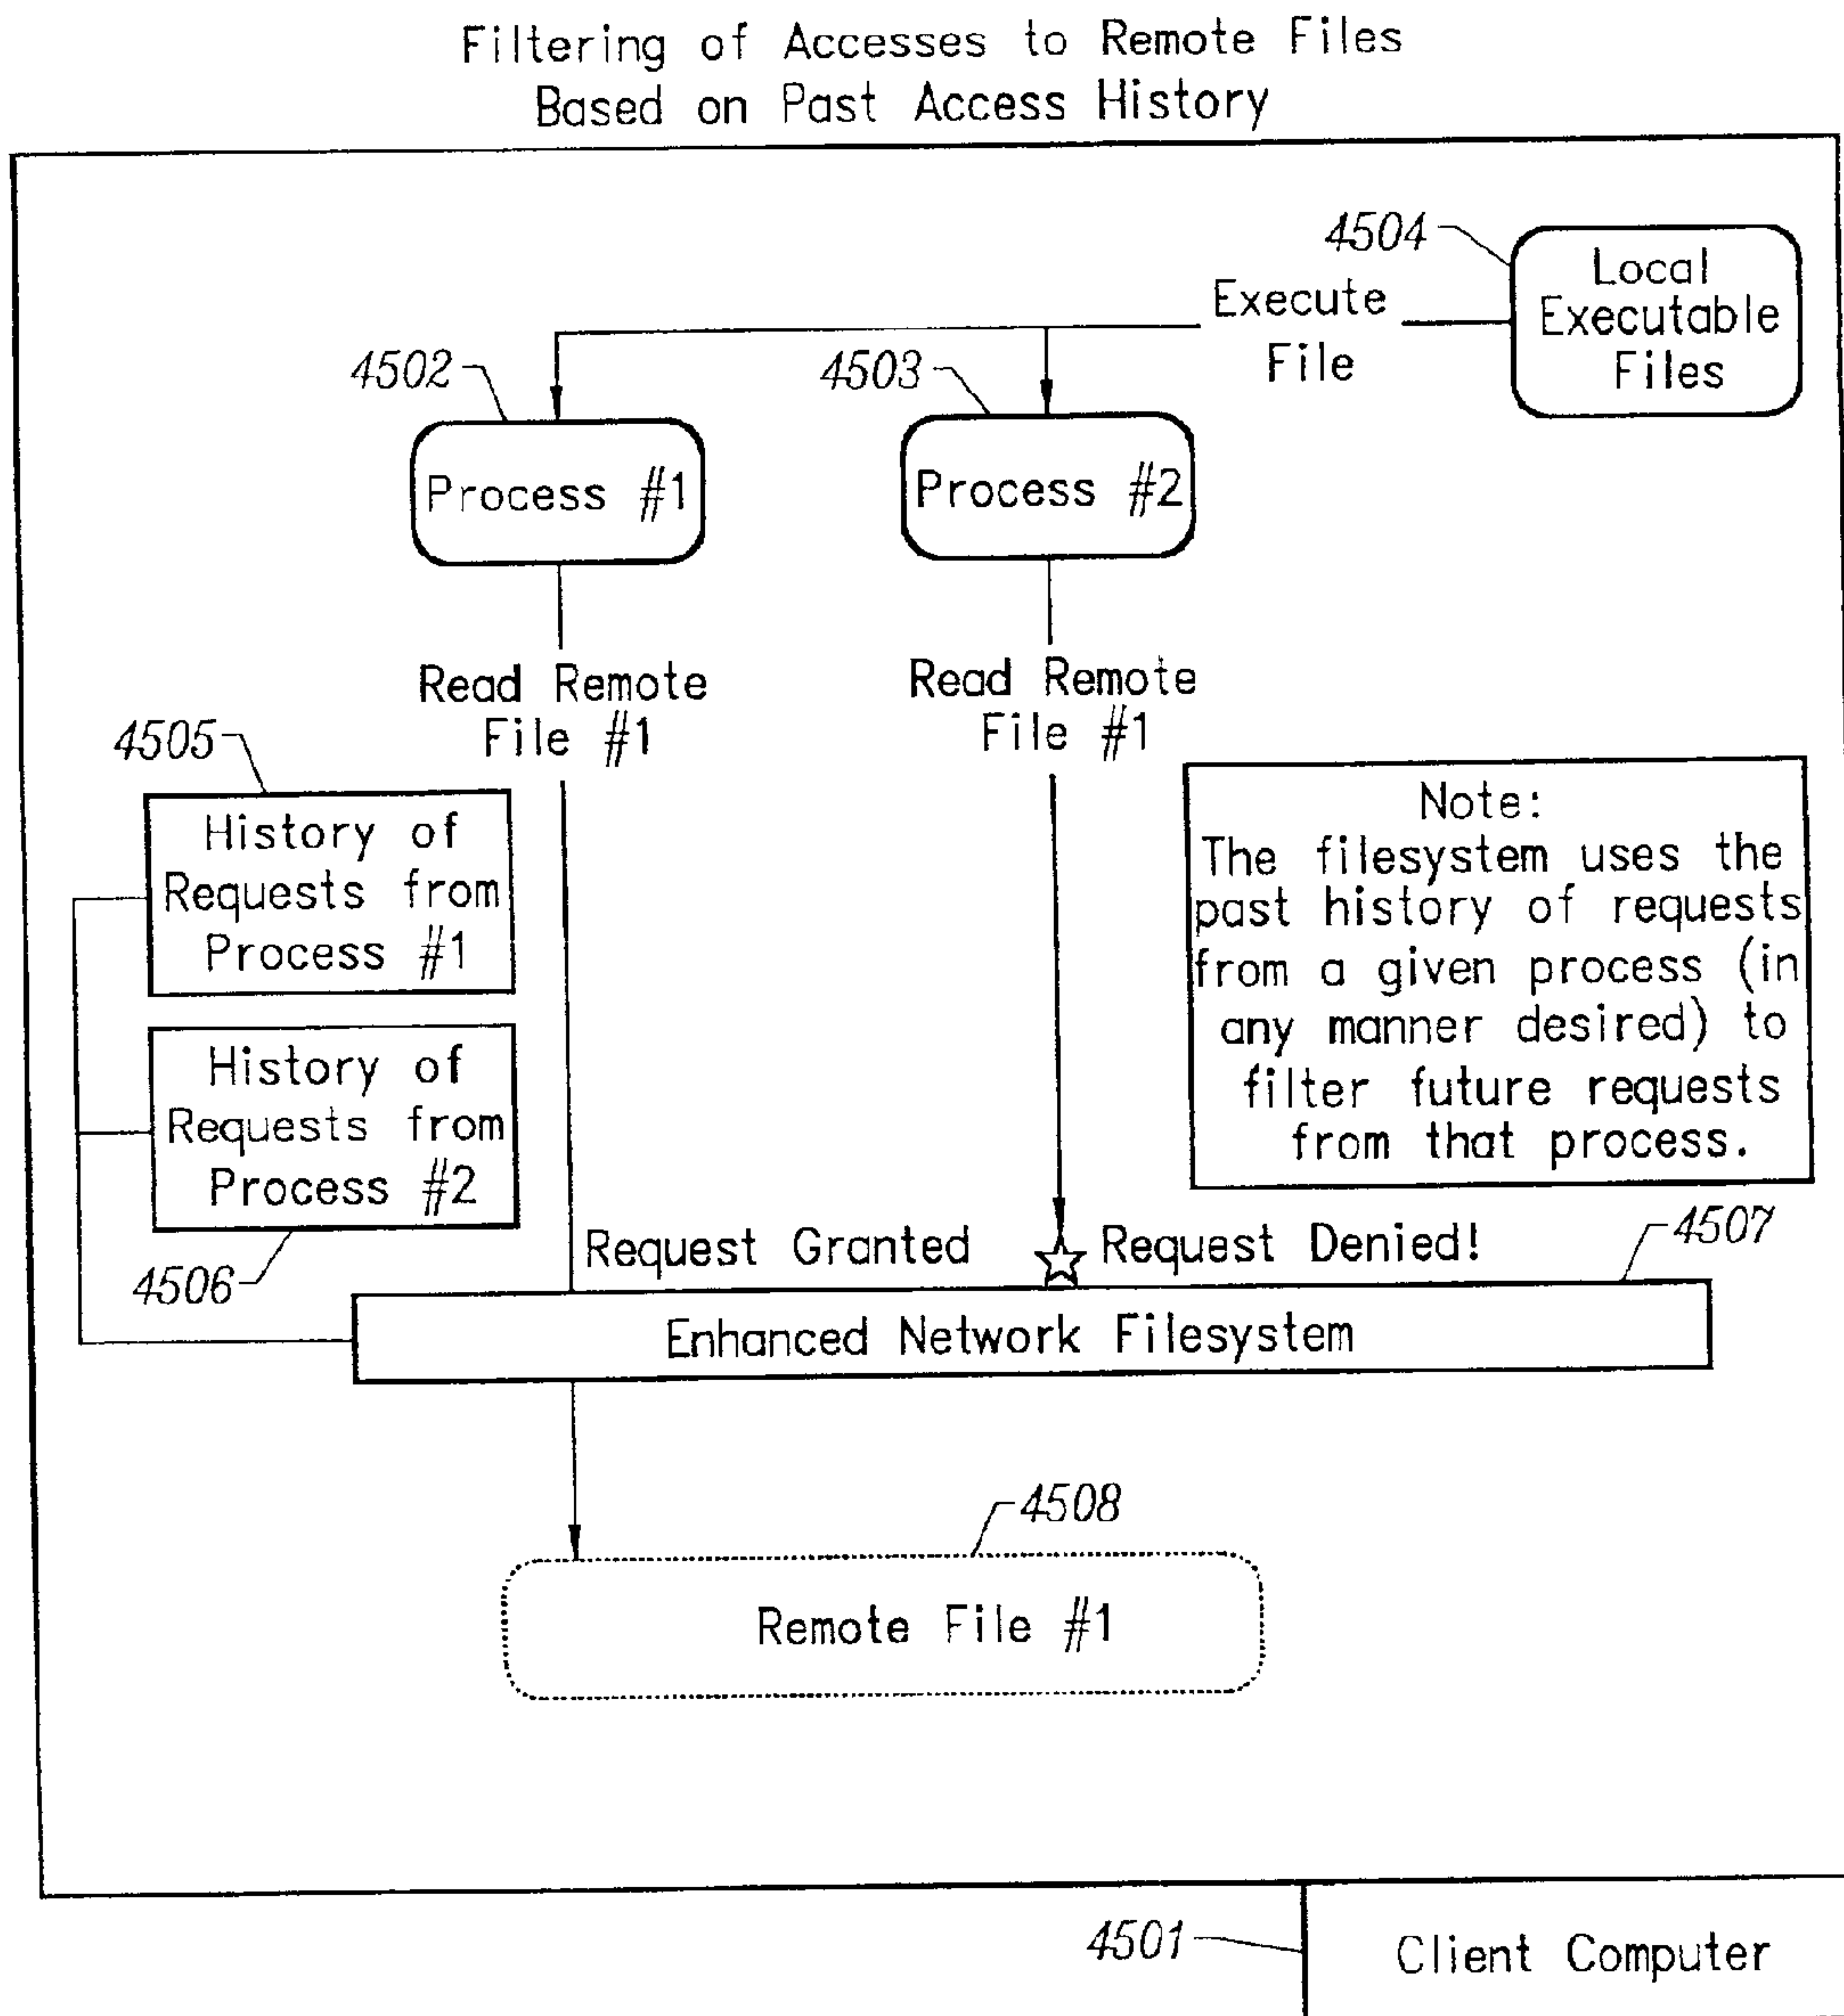 Filtering of Accesses to Remote Files
Based on Past Access History
4504
Local
Executable
Files
Execute
File
4502
4503
Process #1
Process #2
Read Remote
File #1
Read Remote
File #1
4505
History of
Requests from
Process #1
Note:
The filesystem uses the
past history of requests
from a given process (in
any manner desired) to
filter future requests
from that process.
History of
Requests from
Process #2
4506
Request Granted
Request Denied!
4507
Enhanced Network Filesystem
4508
Remote File #1
4501
Client Computer